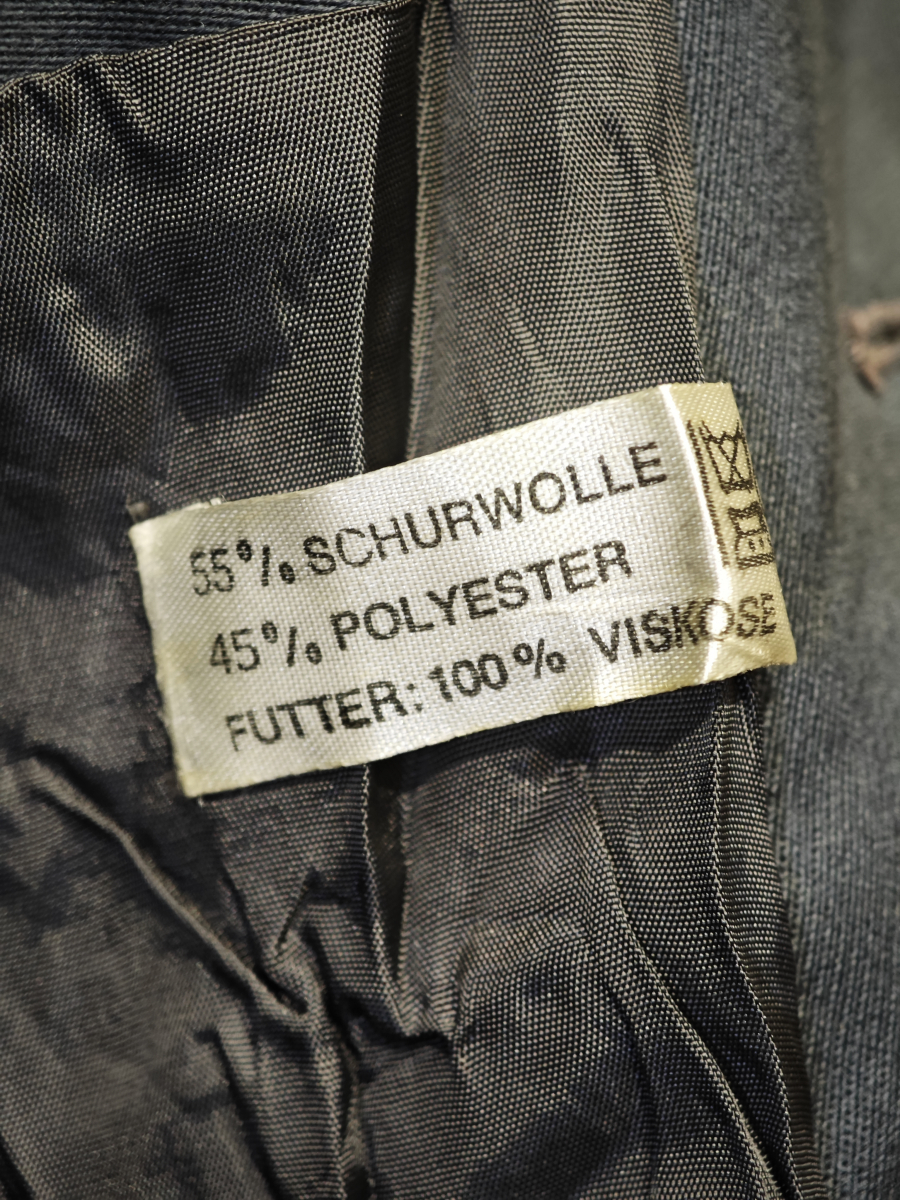 55% SCHURWOLLE
45% POLYESTER
FUTTER: 100% VISKOSE